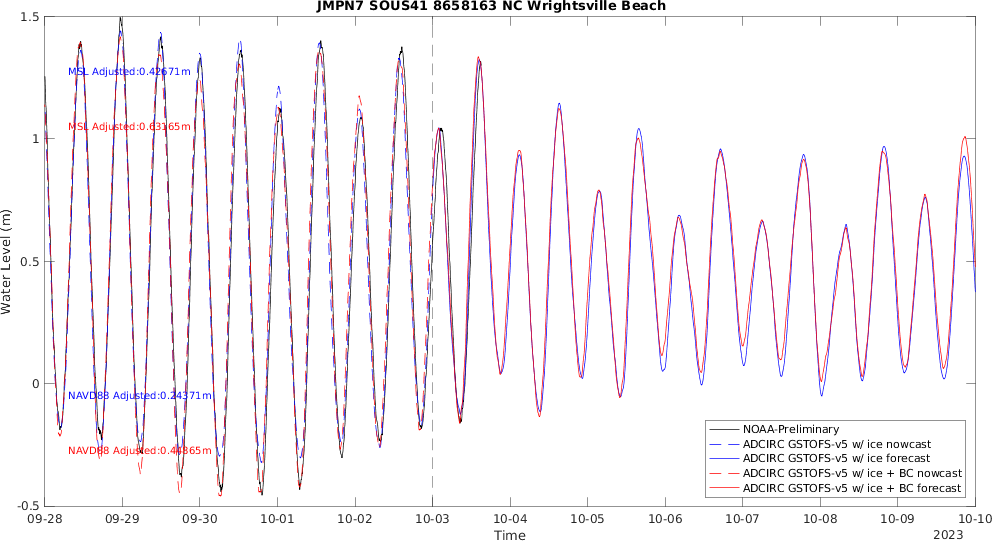 JMPN7 SOUS41 8658163 NC Wrightsville Beach
Water Level (m)
1.5
1
0.5
0
-0.5
MSL Adjusted:0.42671m
MSL Adjusted:0.63165m
NAVD88 Adjusted:0.24371m
NAVD88 Adjusted:0.44865m
NOAA-Preliminary
ADCIRC GSTOFS-v5 w/ ice nowcast
ADCIRC GSTOFS-v5 w/ ice forecast
ADCIRC GSTOFS-v5 w/ ice + BC nowcast
ADCIRC GSTOFS-v5 w/ ice + BC forecast
09-28 09-29 09-30 10-01 10-02 10-03 10-04 10-05 10-06 10-07 10-08 10-09 10-10
Time
2023